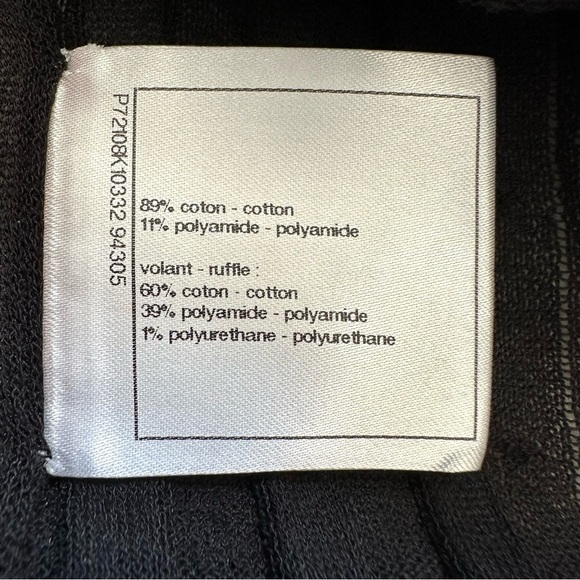 P72108K10332 94305
89% coton - cotton
11% polyamide - polyamide
volant - ruffle :
60% coton - cotton
39% polyamide - polyamide
1% polyurethane - polyurethane